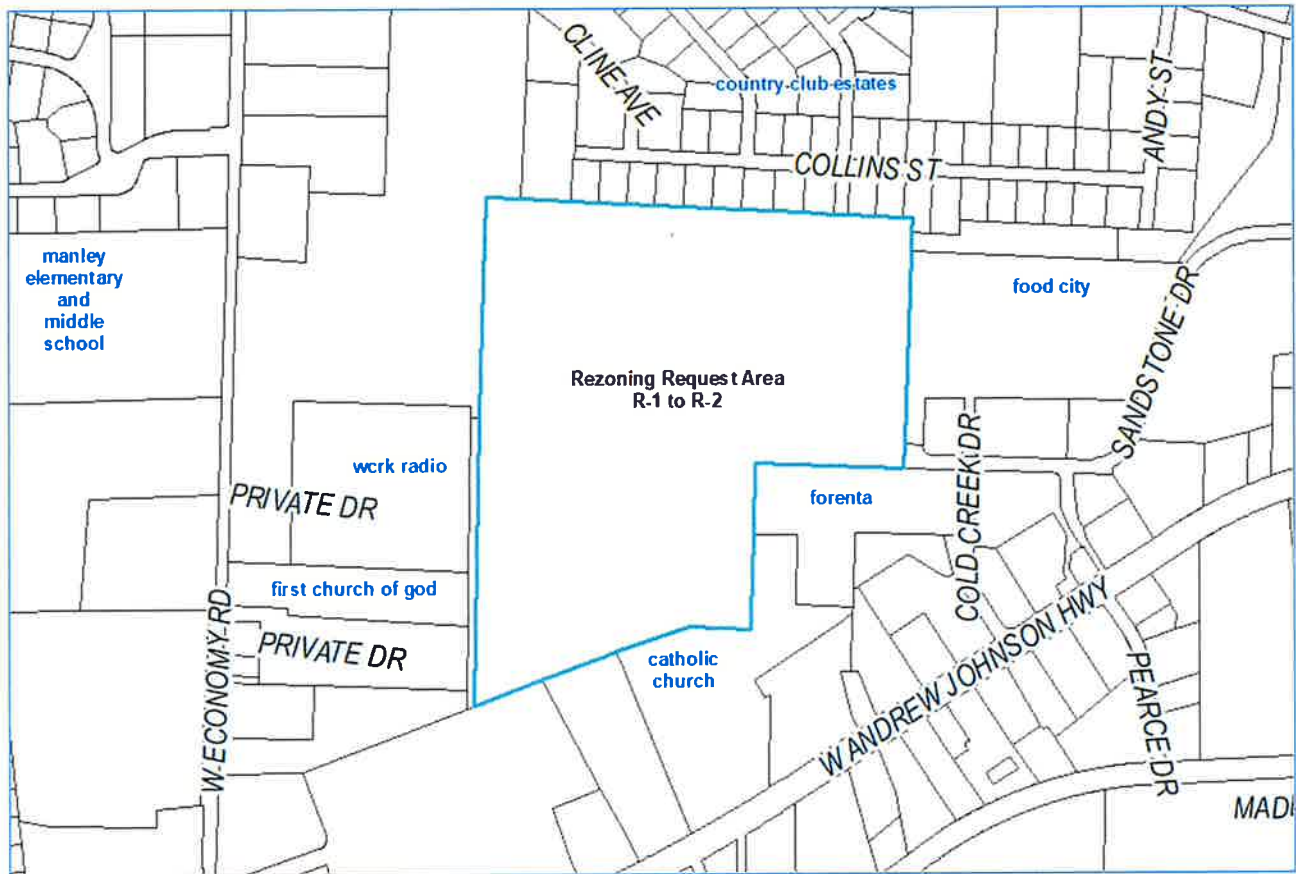 CLINE AVE
country-club-estates
ANDY ST
COLLINS ST
manley
elementary
and
middle
school
food city
SANDSTONE DR
Rezoning Request Area
R-1 to R-2
wcrk radio
PRIVATE DR
forenta
COLD CREEK DR
first church of god
W ECONOMY RD
PRIVATE DR
catholic
church
W ANDREW JOHNSON HWY
PEARCE DR